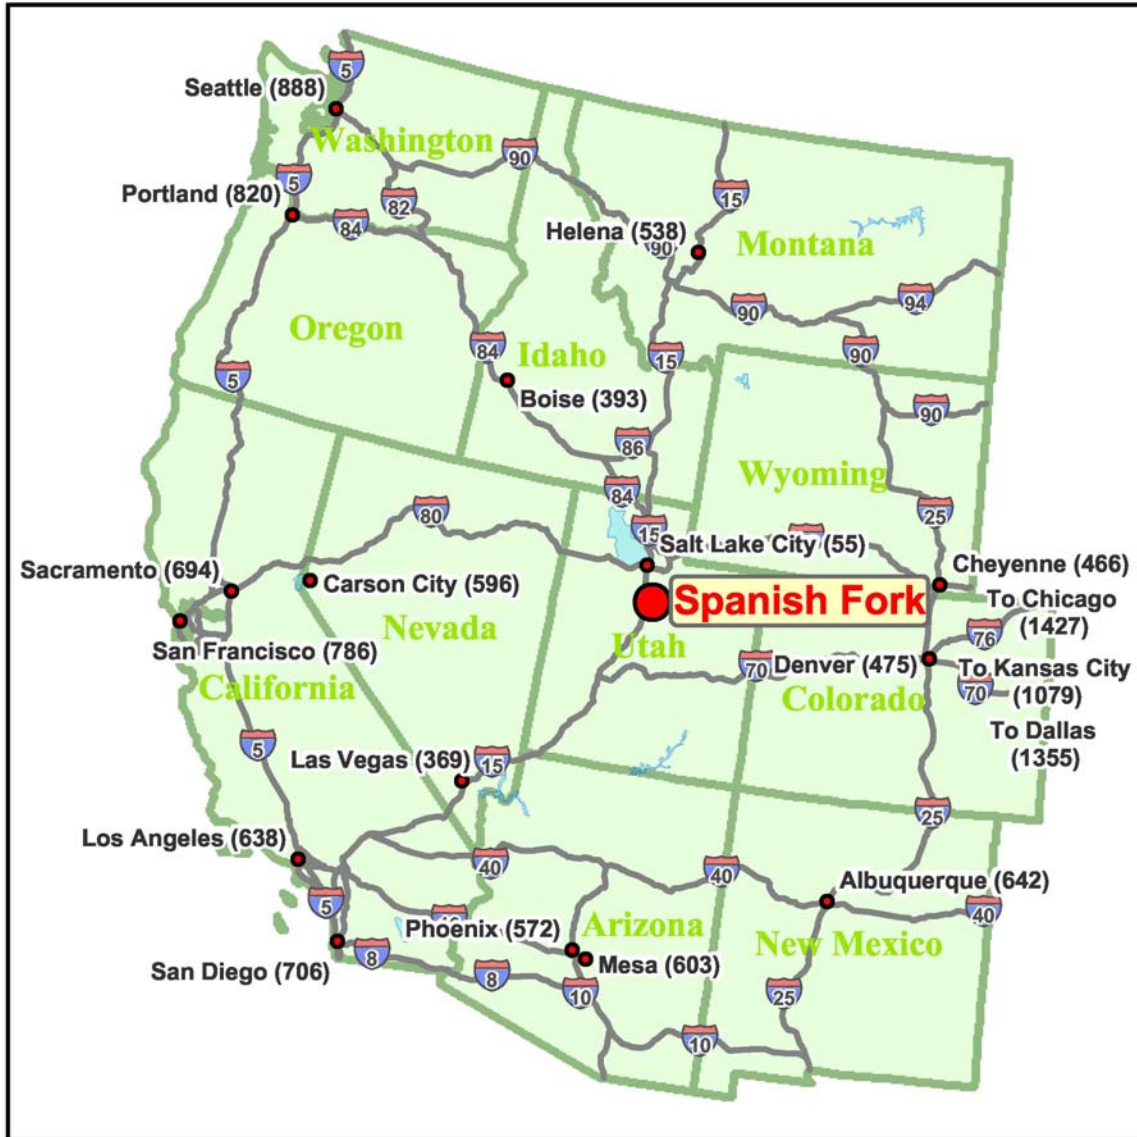 5
Seattle (888)
Washington
90
5
82
15
Portland (820)
84
Helena (538)
90
Montana
94
90
Oregon
84
Idaho
15
90
5
Boise (393)
90
86
Wyoming
84
80
25
15
Salt Lake City (55)
Sacramento (694)
Carson City (596)
Cheyenne (466)
Spanish Fork
To Chicago
(1427)
Nevada
76
San Francisco (786)
Utah
70
Denver (475)
To Kansas City
(1079)
California
Colorado
70
To Dallas
(1355)
5
Las Vegas (369)
15
25
Los Angeles (638)
40
40
Albuquerque (642)
5
40
Phoenix (572)
Arizona
New Mexico
San Diego (706)
8
Mesa (603)
8
10
25
10